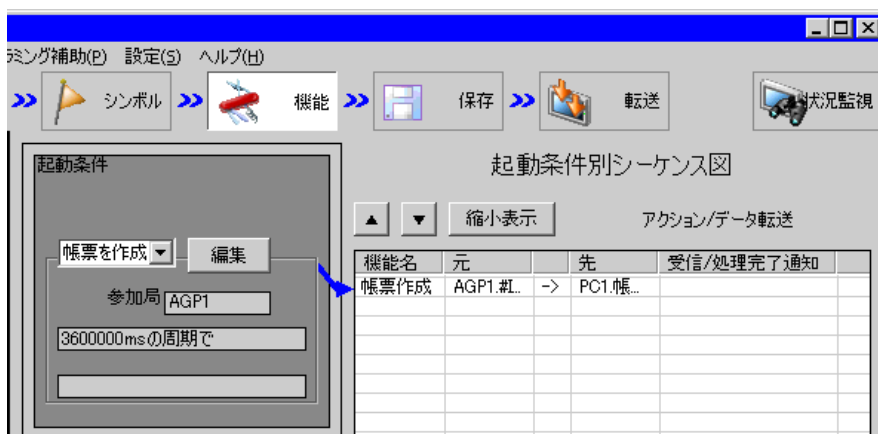 ラミング補助(P) 設定(S) ヘルプ(H)
シンボル 機能 保存 転送 状況監視
起動条件
起動条件別シーケンス図
縮小表示 アクション/データ転送
帳票を作成 編集
機能名 元 先 受信/処理完了通知
帳票作成 AGP1.#I... -> PC1.帳...
参加局 AGP1
3600000msの周期で